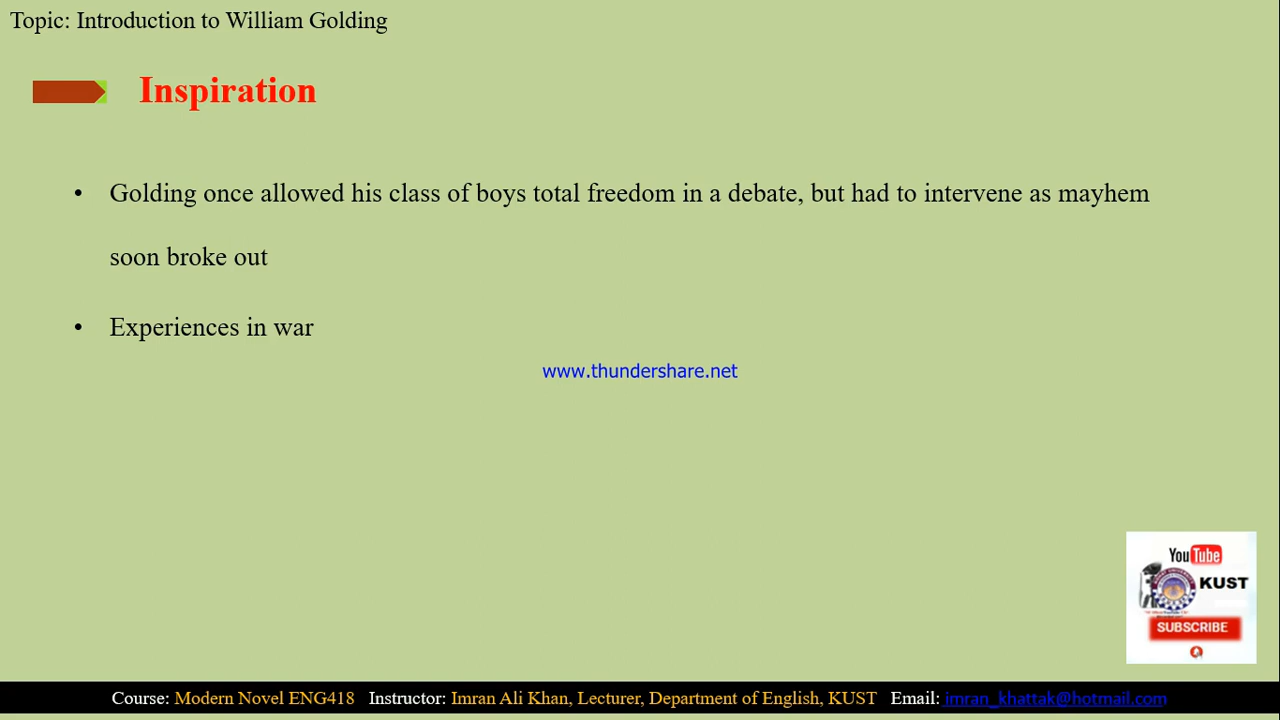 Topic: Introduction to William Golding
Inspiration
• Golding once allowed his class of boys total freedom in a debate, but had to intervene as mayhem
soon broke out
• Experiences in war
www.thundershare.net
YouTube
KUST
SUBSCRIBE
Course: Modern Novel ENG418 Instructor: Imran Ali Khan, Lecturer, Department of English, KUST Email: imran_khattak@hotmail.com